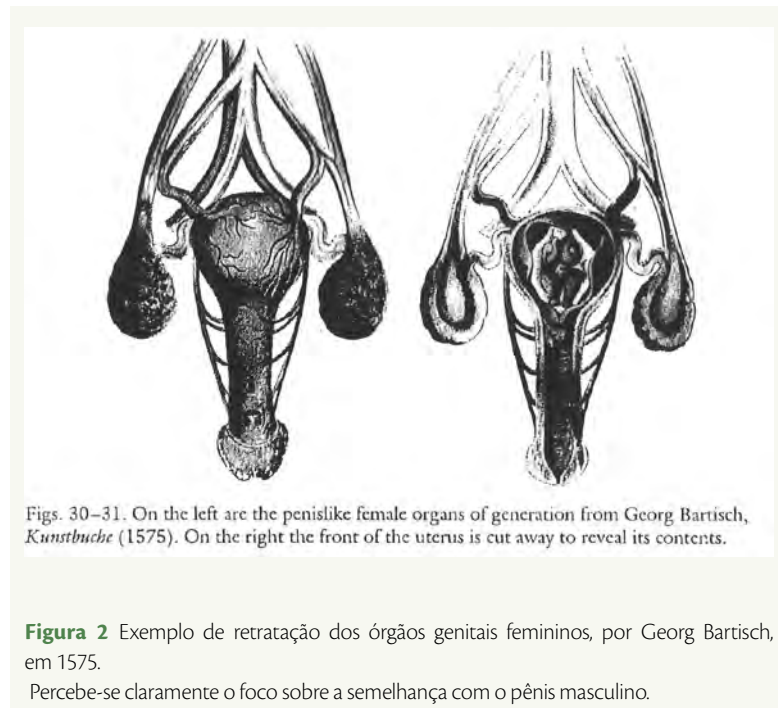 Figs. 30–31. On the left are the penislike female organs of generation from Georg Bartisch,
Kunstbuche (1575). On the right the front of the uterus is cut away to reveal its contents.
Figura 2 Exemplo de retratação dos órgãos genitais femininos, por Georg Bartisch,
em 1575.
Percebe-se claramente o foco sobre a semelhança com o pênis masculino.